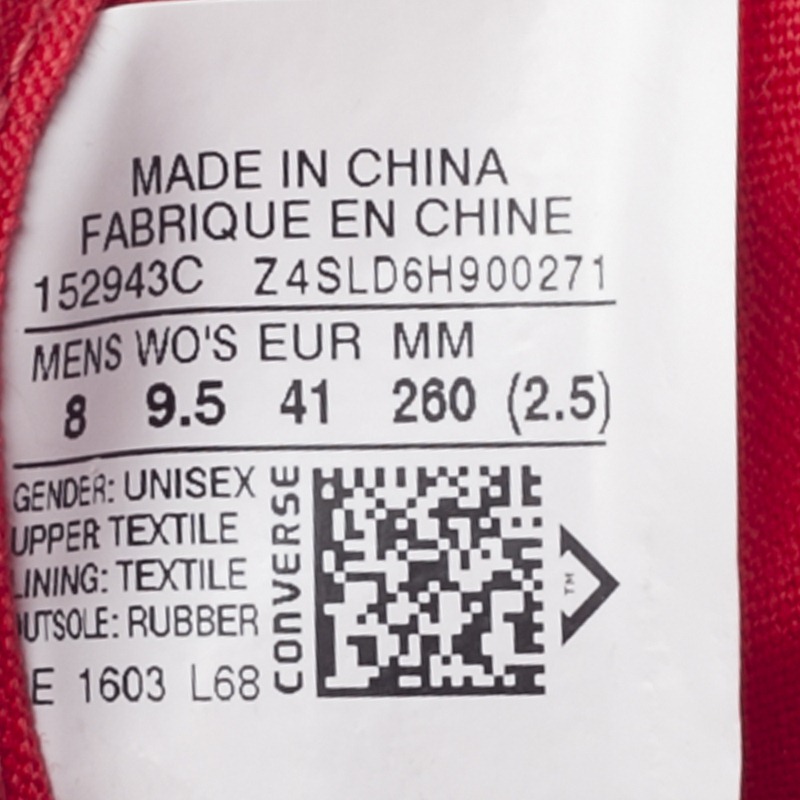 MADE IN CHINA
FABRIQUE EN CHINE
152943C Z4SLD6H900271
MENS WO'S EUR MM
8 9.5 41 260 (2.5)
GENDER: UNISEX
UPPER TEXTILE
LINING: TEXTILE
OUTSOLE: RUBBER
E 1603 L68
CONVERSE
TM